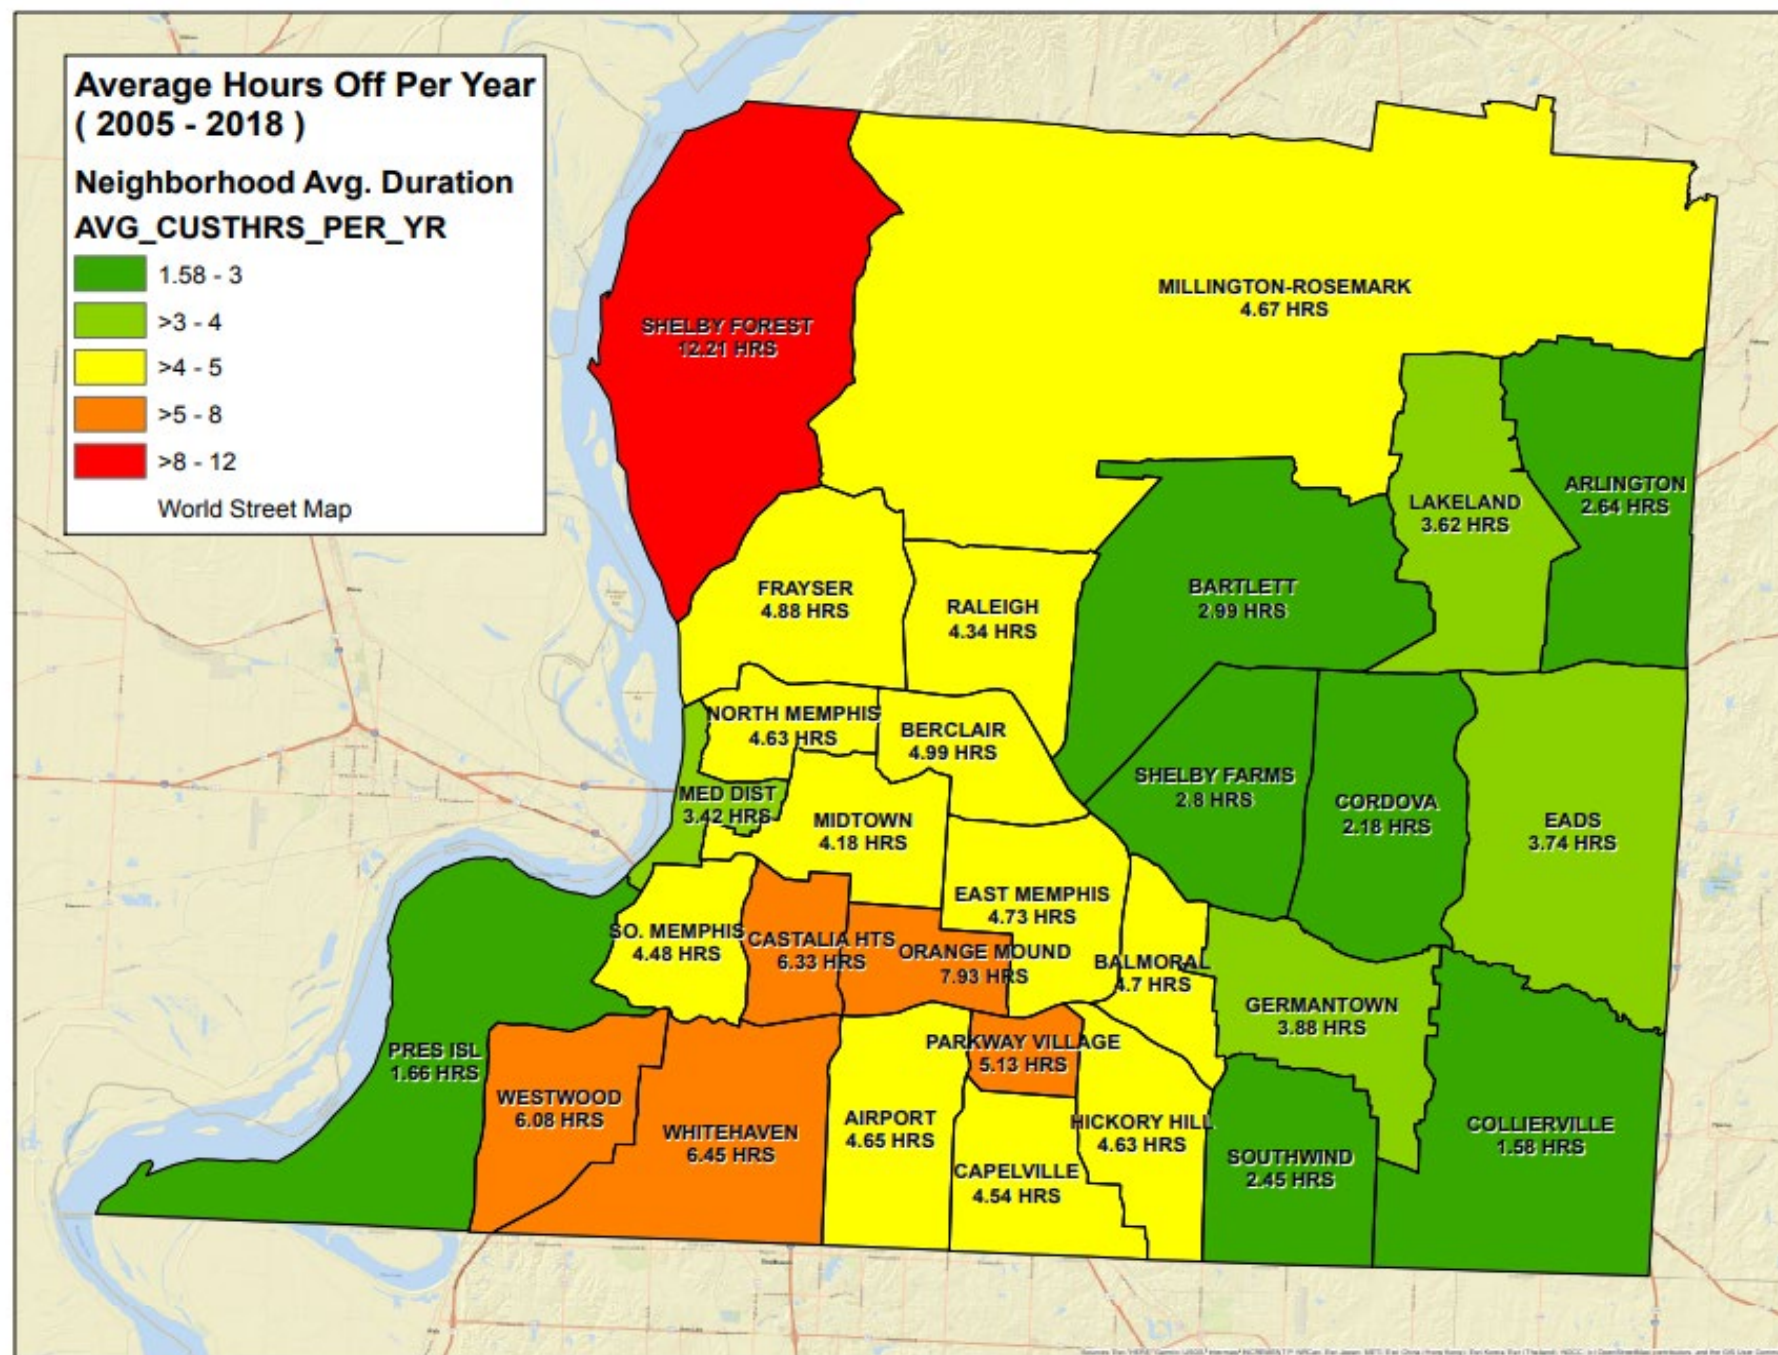 Average Hours Off Per Year
( 2005 - 2018 )
Neighborhood Avg. Duration
AVG_CUSTHRS_PER_YR
1.58 - 3
>3 - 4
>4 - 5
>5 - 8
>8 - 12
World Street Map
SHELBY FOREST
12.21 HRS
MILLINGTON-ROSEMARK
4.67 HRS
LAKELAND
3.62 HRS
ARLINGTON
2.64 HRS
FRAYSER
4.88 HRS
RALEIGH
4.34 HRS
BARTLETT
2.99 HRS
NORTH MEMPHIS
4.63 HRS
BERCLAIR
4.99 HRS
MED DIST
3.42 HRS
MIDTOWN
4.18 HRS
SHELBY FARMS
2.8 HRS
CORDOVA
2.18 HRS
EADS
3.74 HRS
EAST MEMPHIS
4.73 HRS
SO. MEMPHIS
4.48 HRS
CASTALIA HTS
6.33 HRS
ORANGE MOUND
7.93 HRS
BALMORAL
4.7 HRS
GERMANTOWN
3.88 HRS
PRES ISL
1.66 HRS
WESTWOOD
6.08 HRS
WHITEHAVEN
6.45 HRS
AIRPORT
4.65 HRS
PARKWAY VILLAGE
5.13 HRS
HICKORY HILL
4.63 HRS
CAPELVILLE
4.54 HRS
SOUTHWIND
2.45 HRS
COLLIERVILLE
1.58 HRS